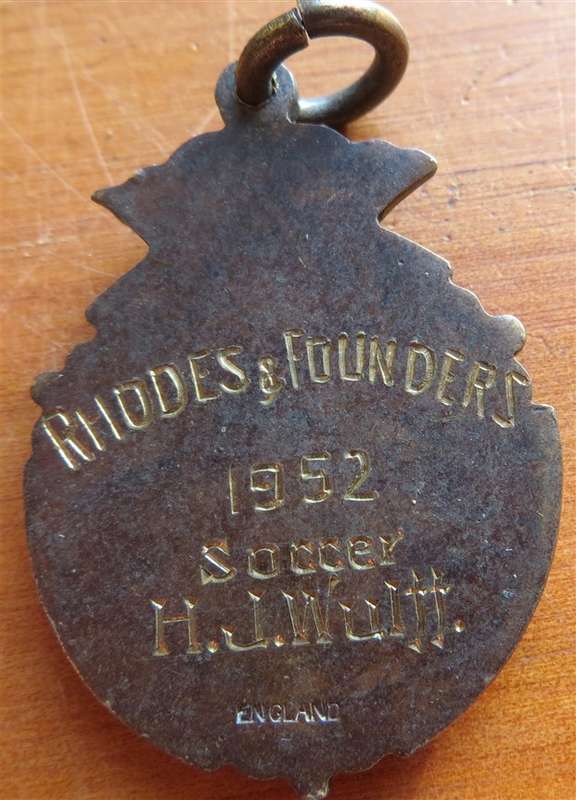 RHODES & FOUNDERS
1952
Soccer
H.J.Wulff.
ENGLAND